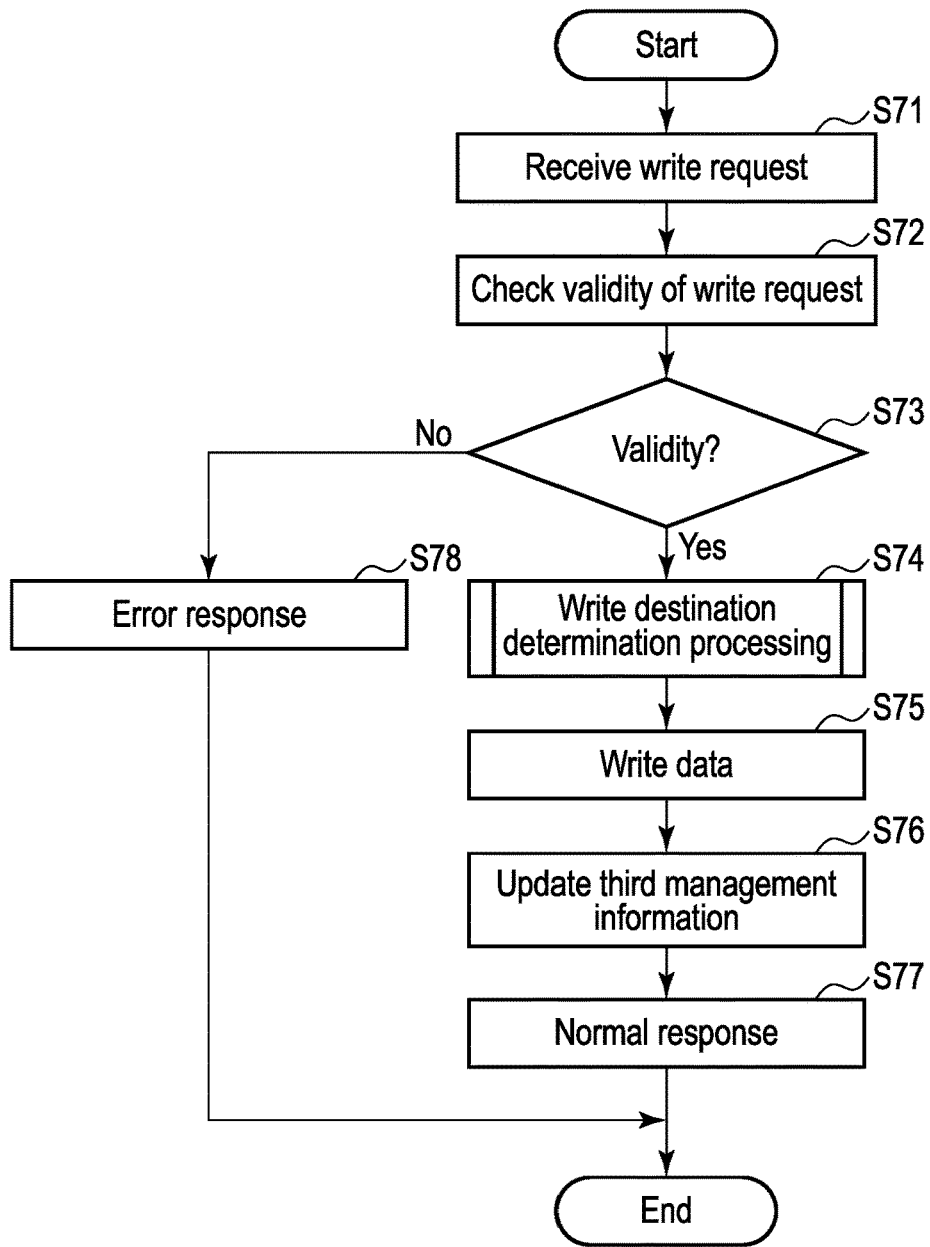 Start
S71
Receive write request
S72
Check validity of write request
S73
Validity?
No
Yes
S78
Error response
S74
Write destination
determination processing
S75
Write data
S76
Update third management
information
S77
Normal response
End